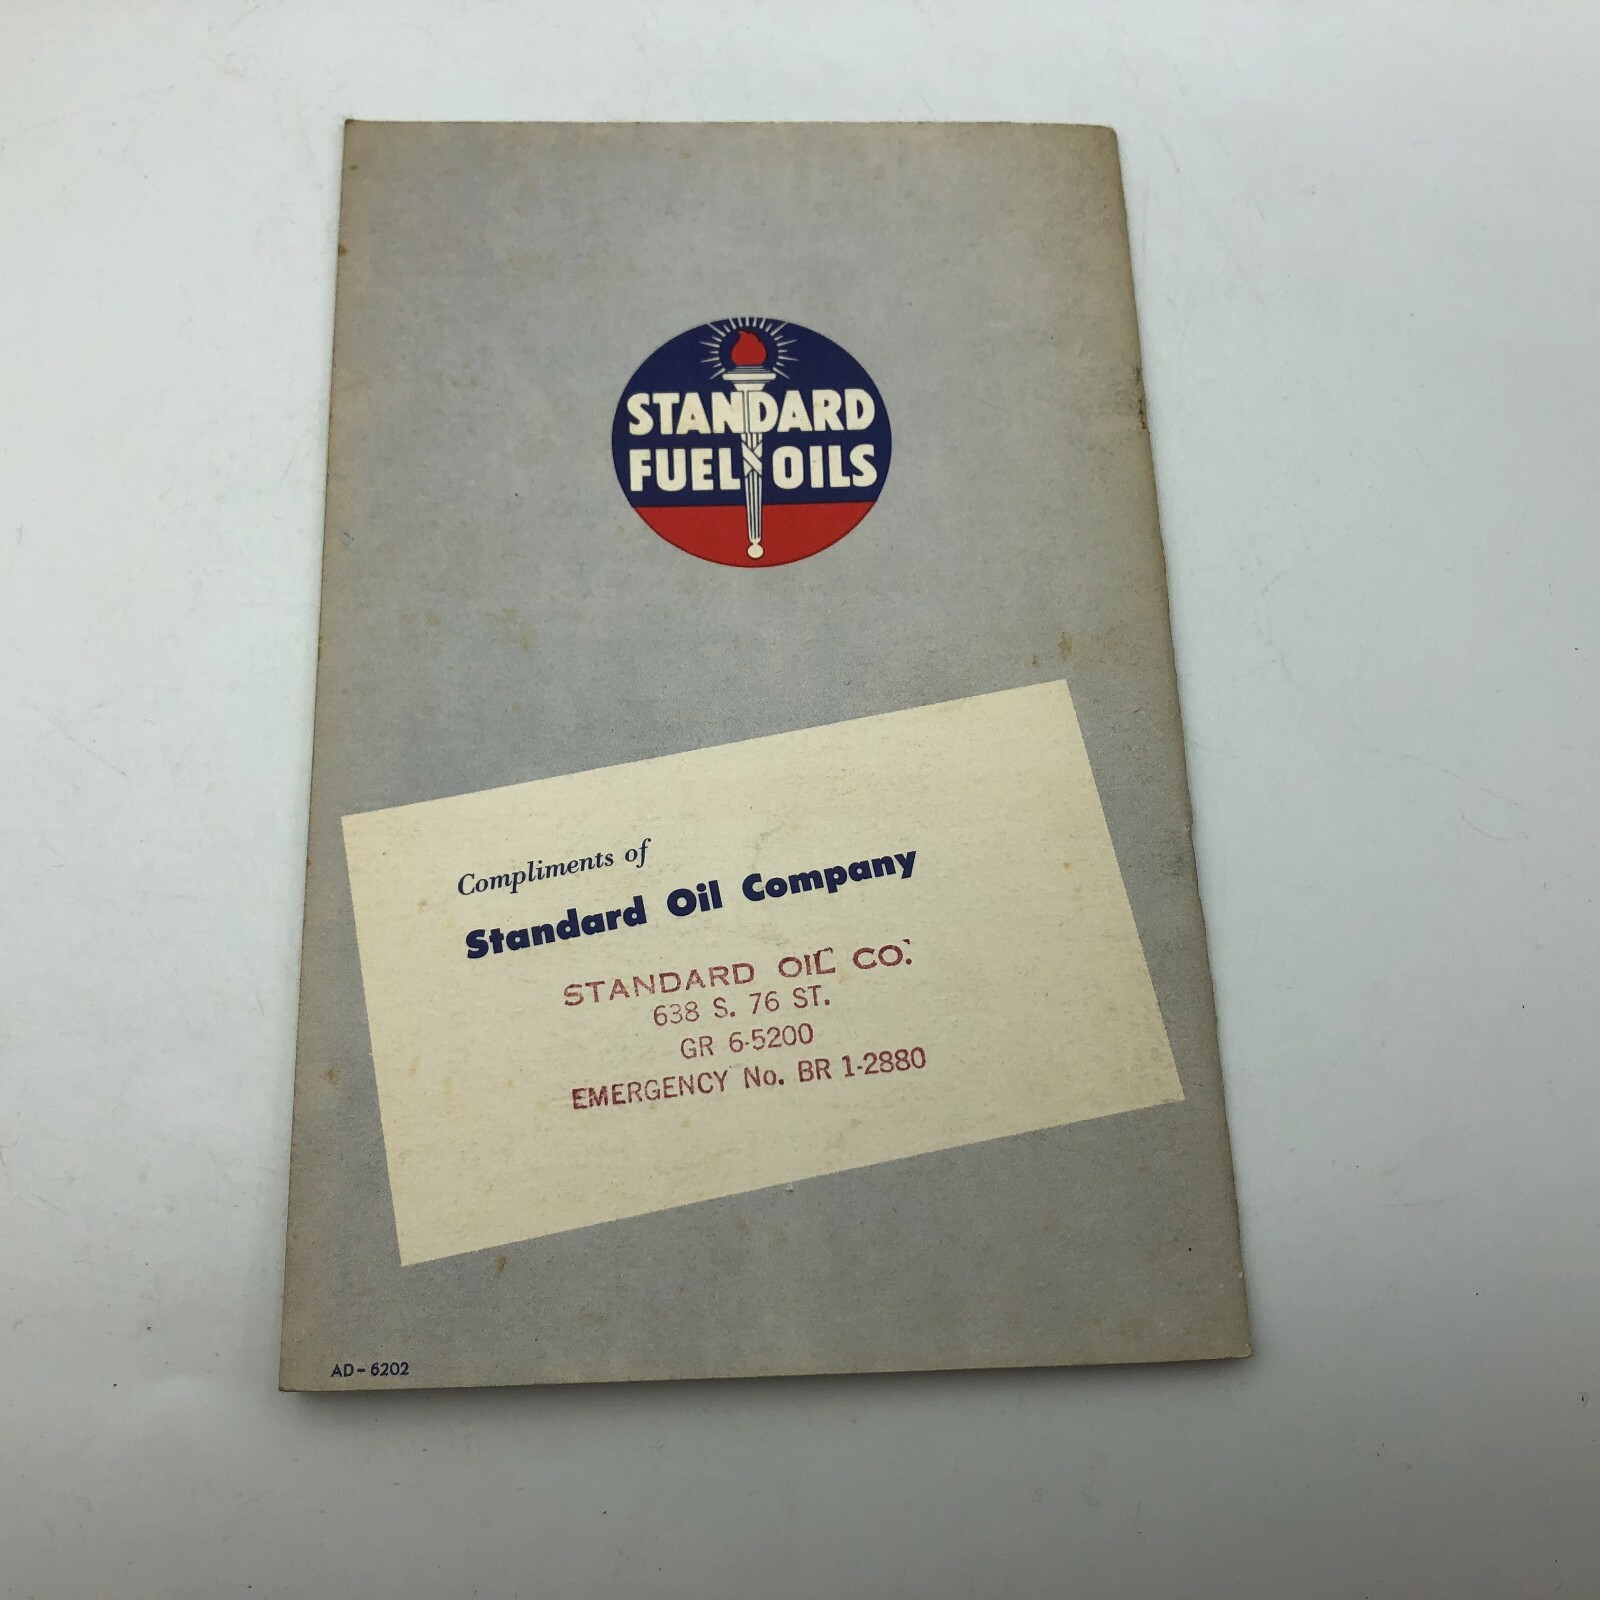 STANDARD
FUEL OILS
Compliments of
Standard Oil Company
STANDARD OIL CO.
638 S. 76 ST.
GR 6-5200
EMERGENCY No. BR 1-2880
AD-6202